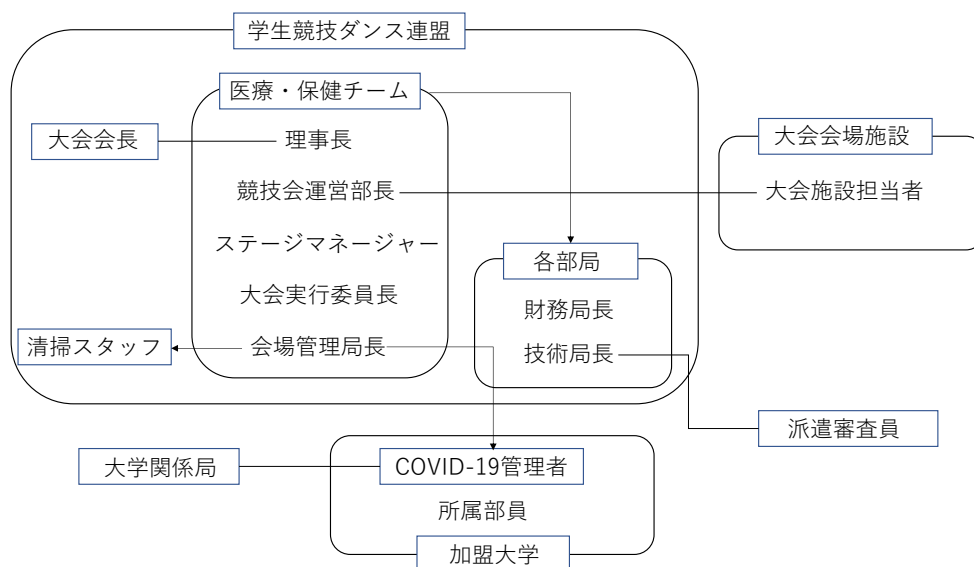 学生競技ダンス連盟
医療・保健チーム
大会会長
理事長
大会会場施設
競技会運営部長
大会施設担当者
ステージマネージャー
各部局
大会実行委員長
財務局長
清掃スタッフ
会場管理局長
技術局長
派遣審査員
大学関係局
COVID-19管理者
所属部員
加盟大学